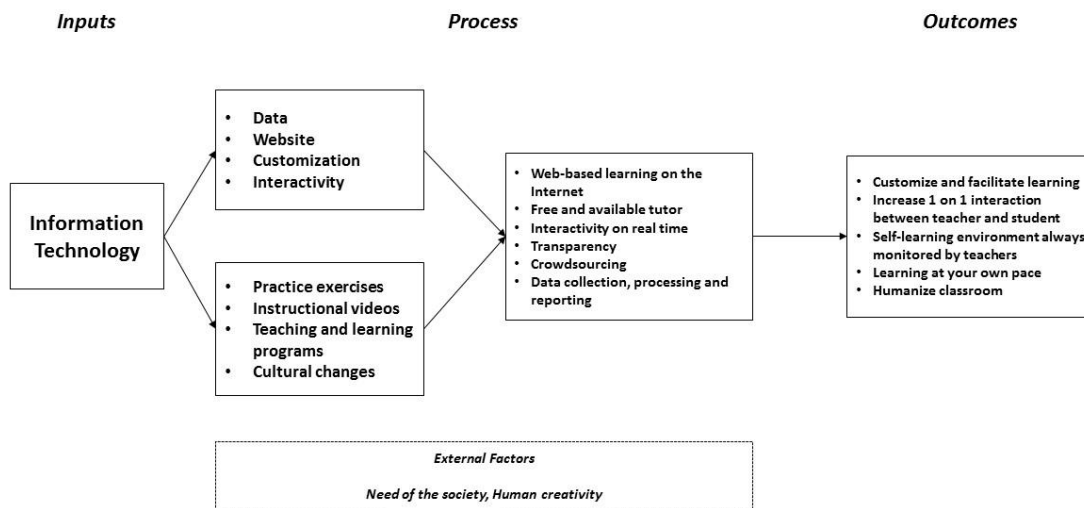 Inputs
Process
Outcomes
Information
Technology
• Data
• Website
• Customization
• Interactivity
• Practice exercises
• Instructional videos
• Teaching and learning
programs
• Cultural changes
• Web-based learning on the
Internet
• Free and available tutor
• Interactivity on real time
• Transparency
• Crowdsourcing
• Data collection, processing and
reporting
• Customize and facilitate learning
• Increase 1 on 1 interaction
between teacher and student
• Self-learning environment always
monitored by teachers
• Learning at your own pace
• Humanize classroom
External Factors
Need of the society, Human creativity